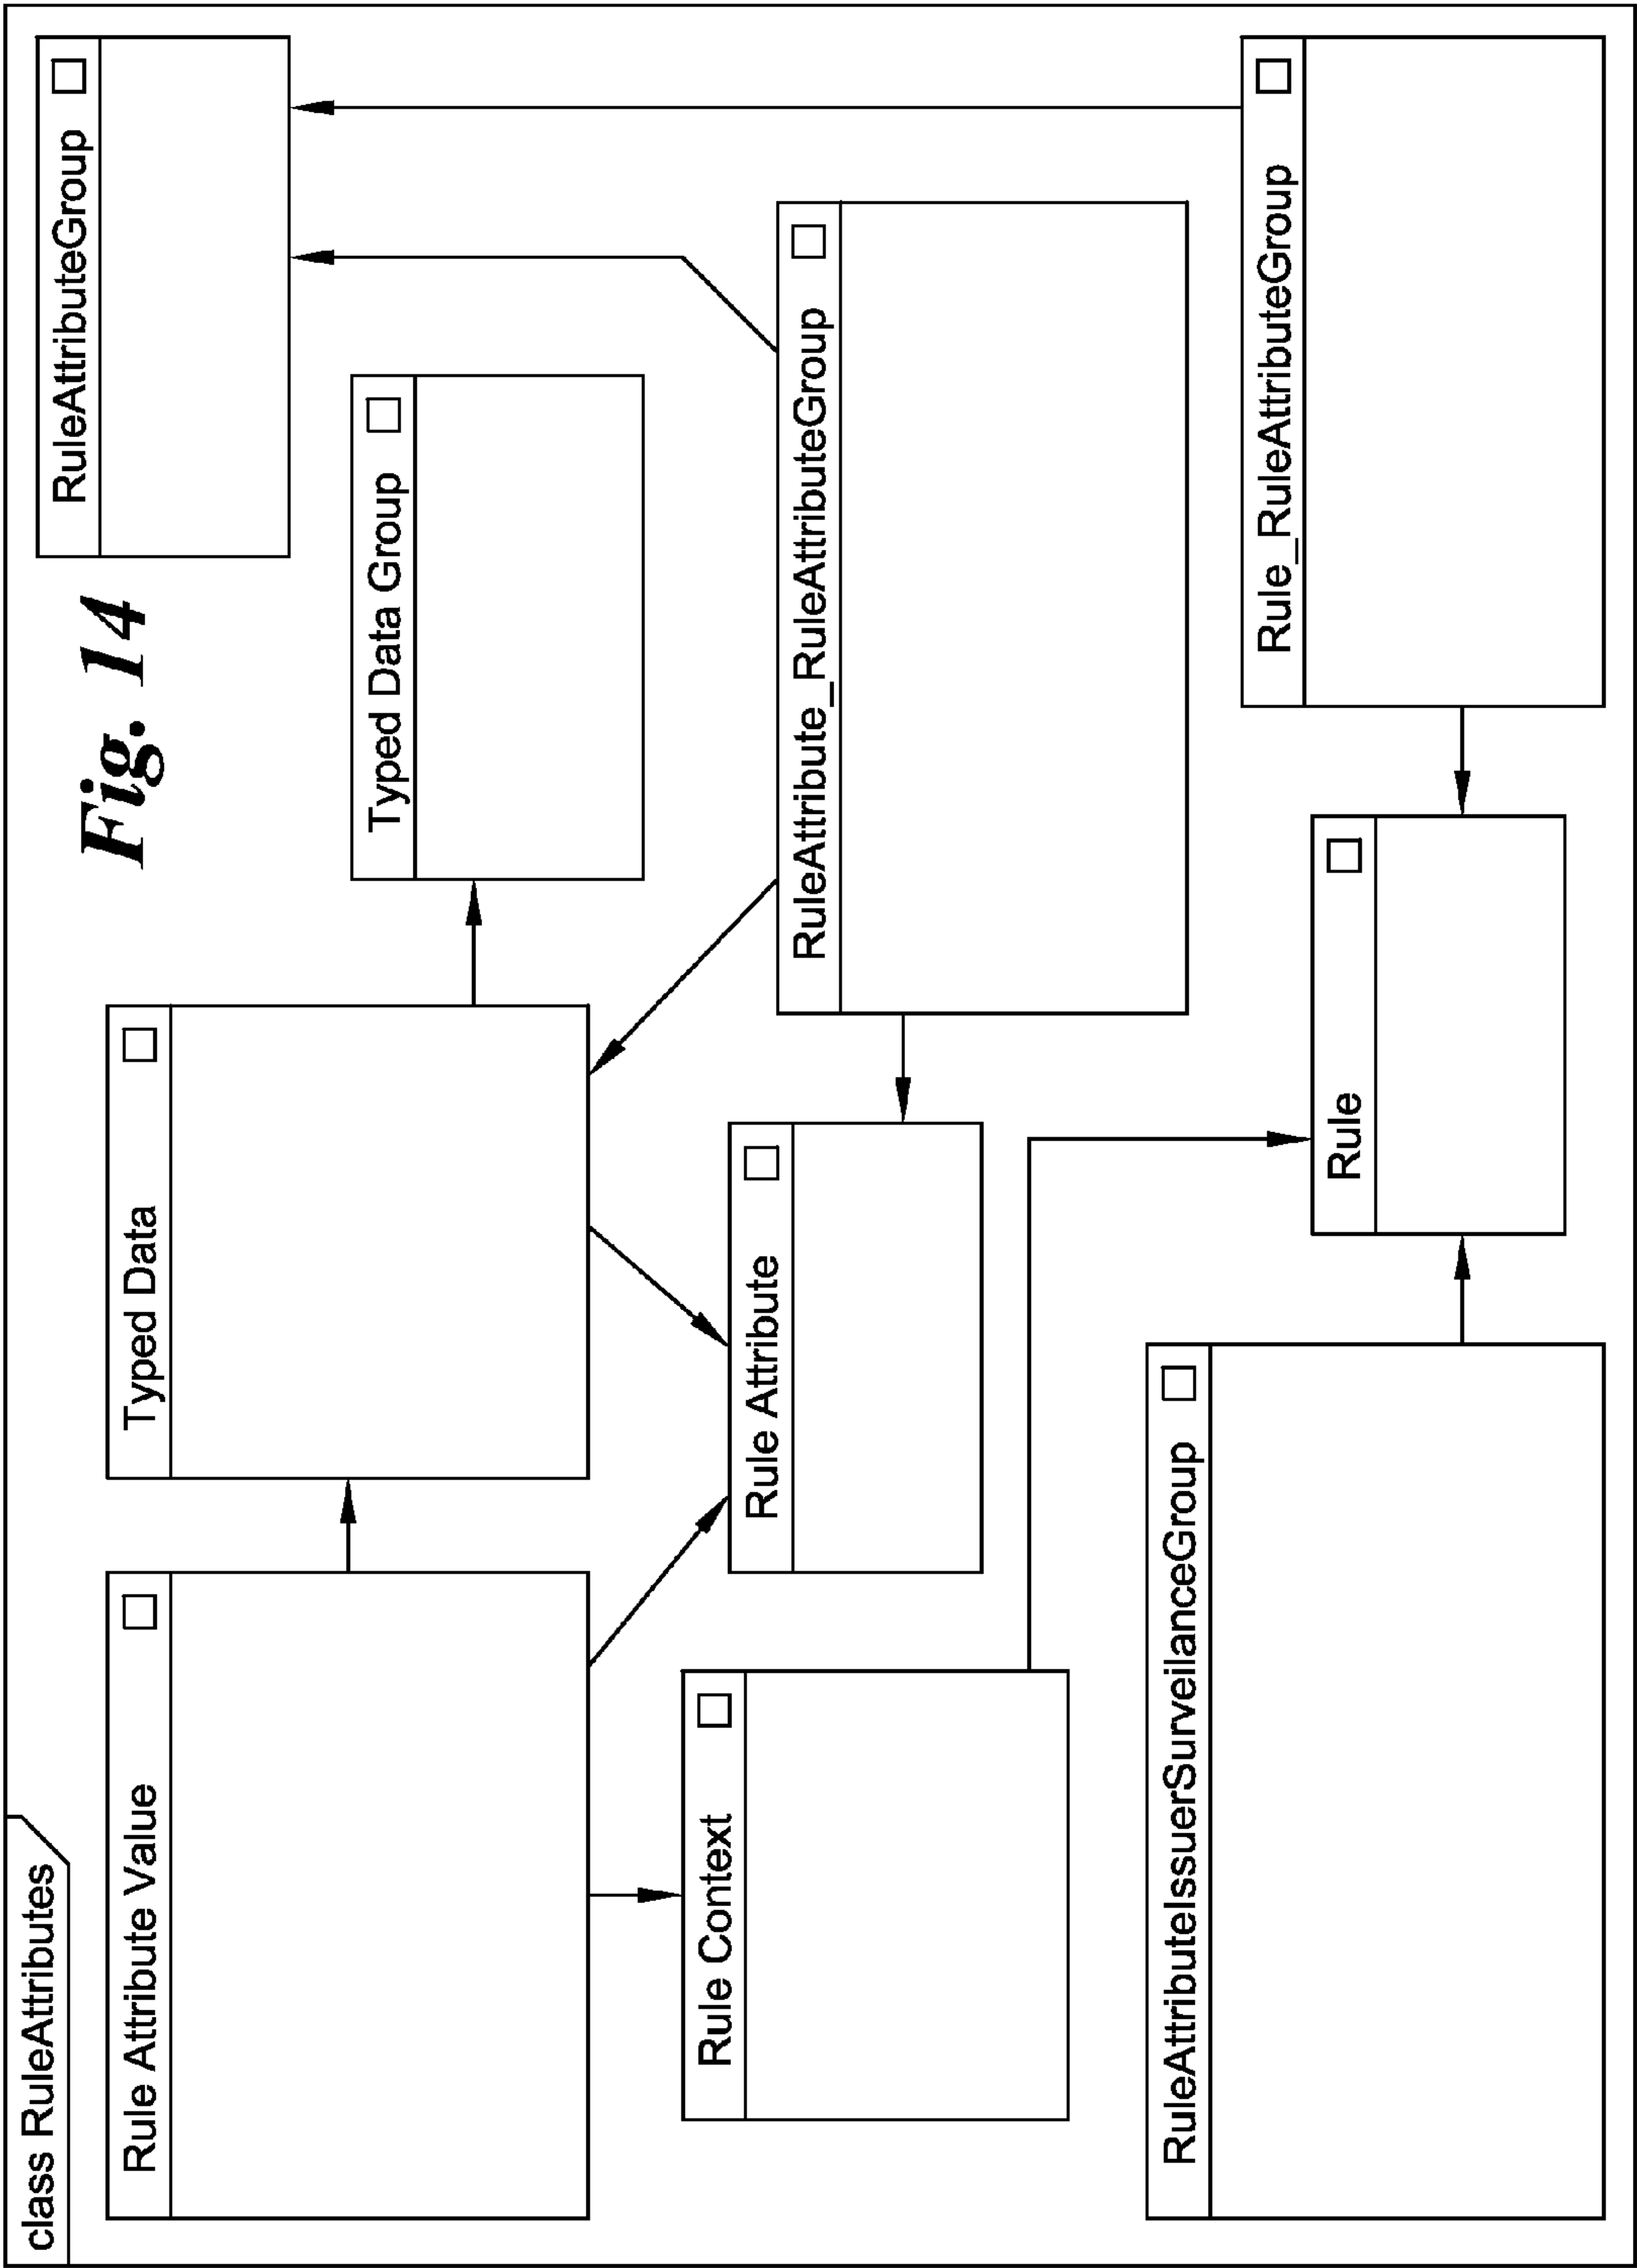 class RuleAttributes
Fig. 14
Rule Attribute Value
Typed Data
RuleAttributeGroup
Typed Data Group
Rule Context
Rule Attribute
RuleAttribute_RuleAttributeGroup
RuleAttributeIssuerSurveilanceGroup
Rule
Rule_RuleAttributeGroup